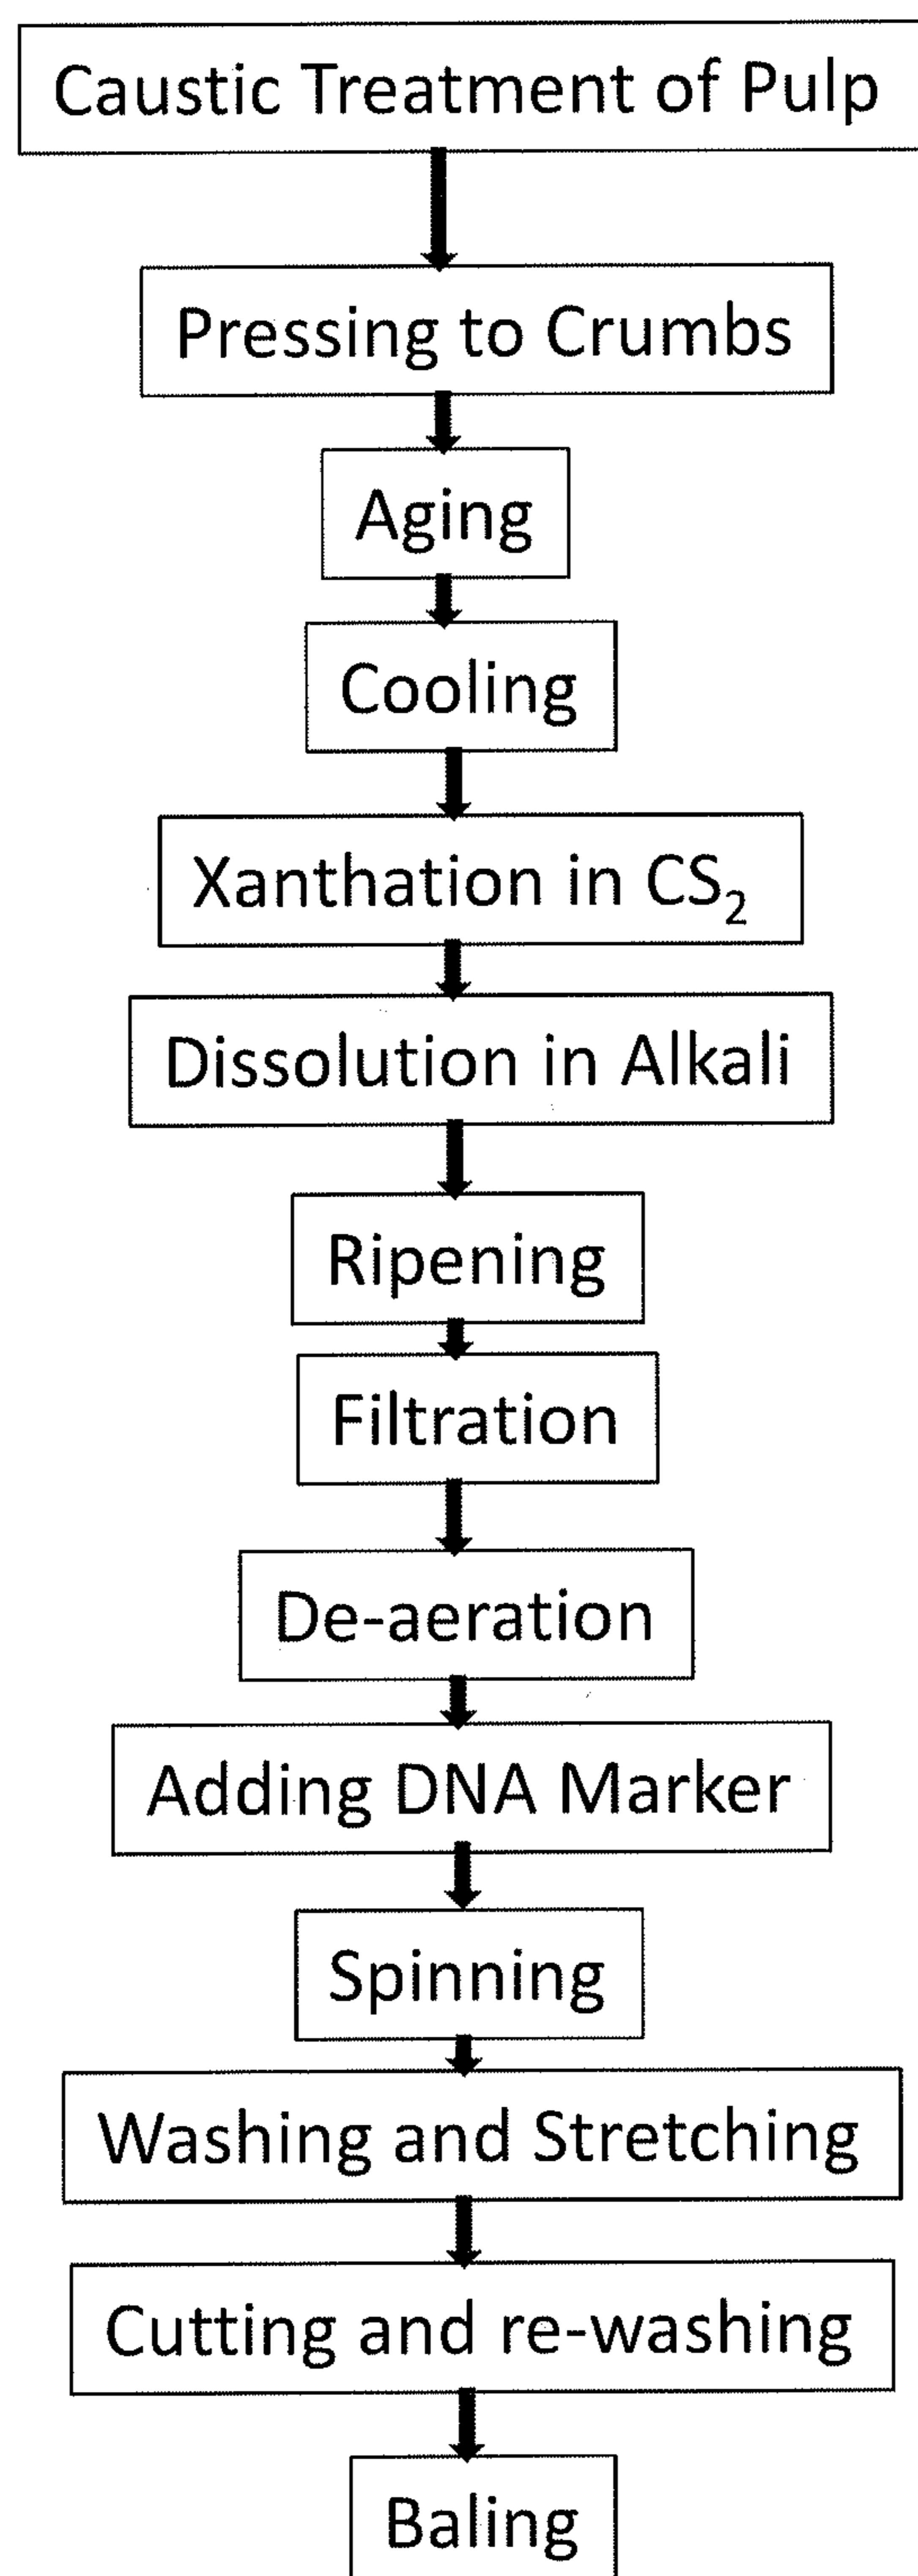 Caustic Treatment of Pulp
Pressing to Crumbs
Aging
Cooling
Xanthation in CS₂
Dissolution in Alkali
Ripening
Filtration
De-aeration
Adding DNA Marker
Spinning
Washing and Stretching
Cutting and re-washing
Baling